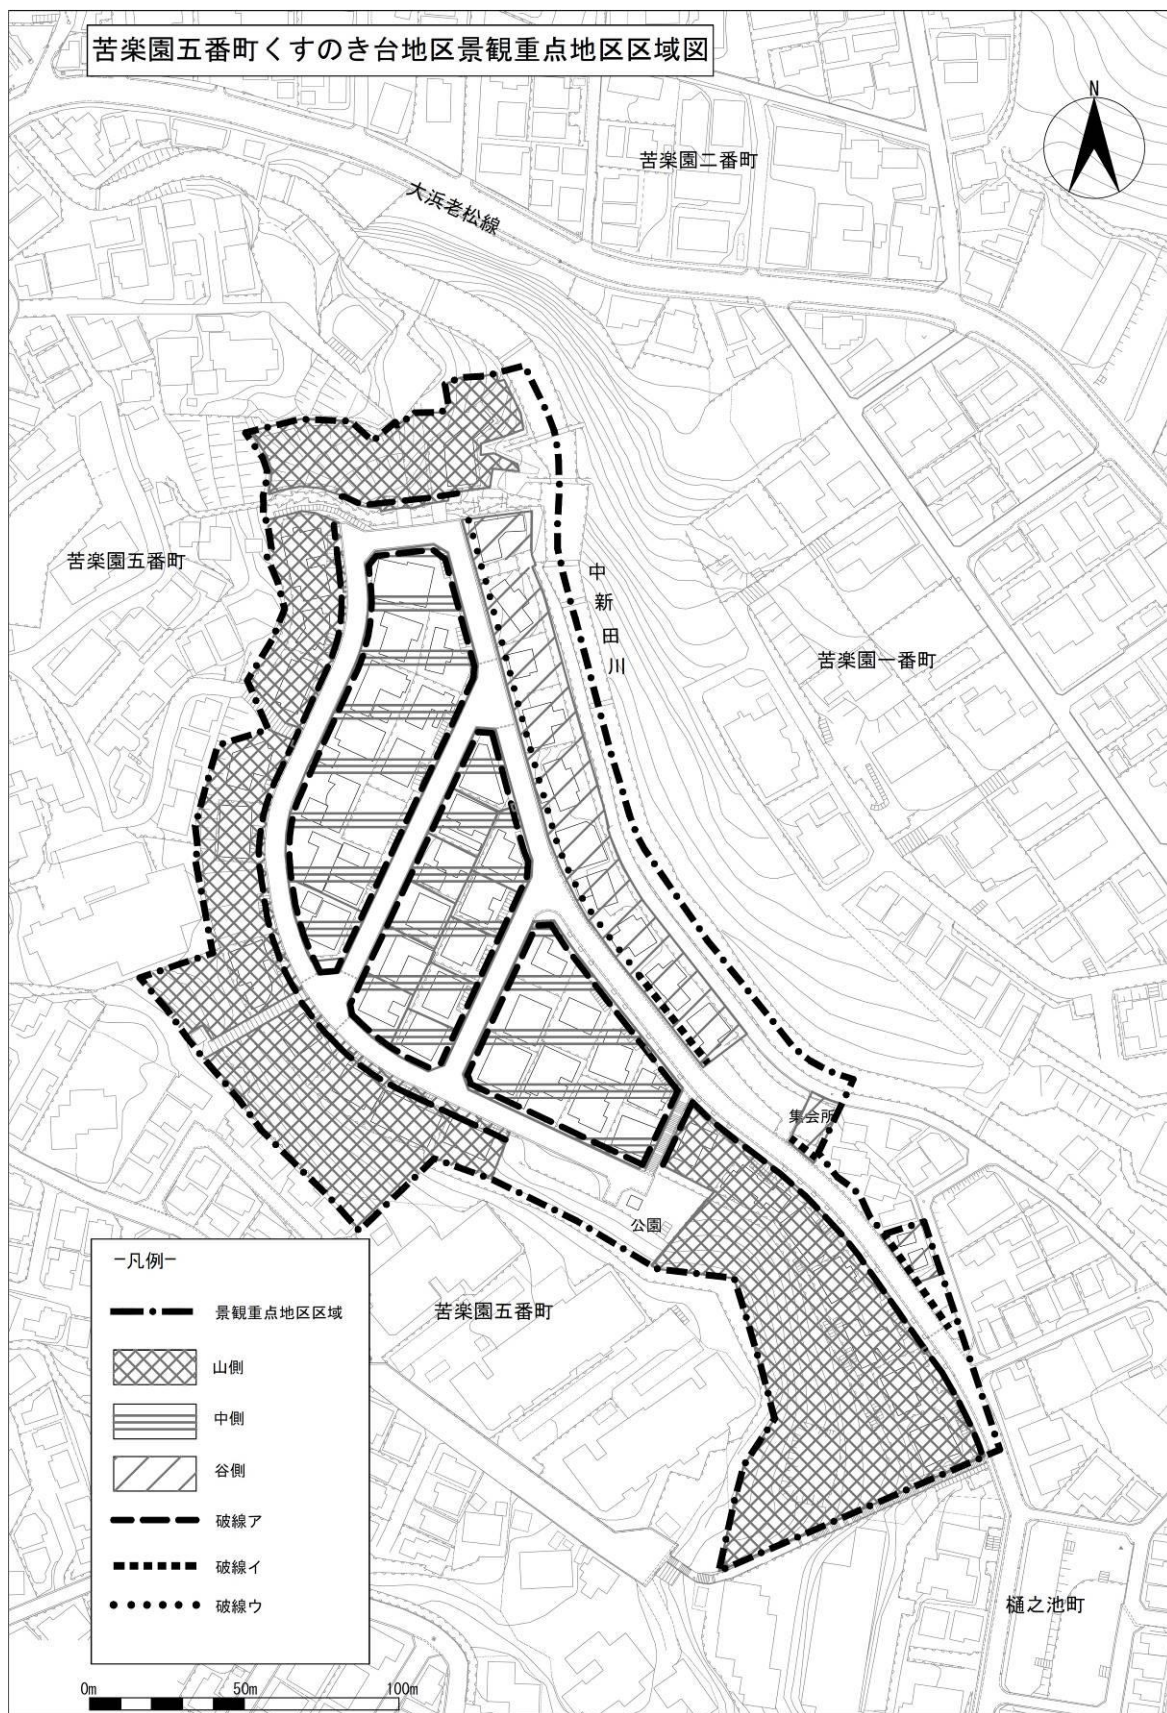 苦楽園五番町くすのき台地区景観重点地区区域図
N
苦楽園二番町
大浜老松線
苦楽園五番町
中新田川
苦楽園一番町
集会所
公園
苦楽園五番町
樋之池町
−凡例−
景観重点地区区域
山側
中側
谷側
破線ア
破線イ
破線ウ
0m 50m 100m